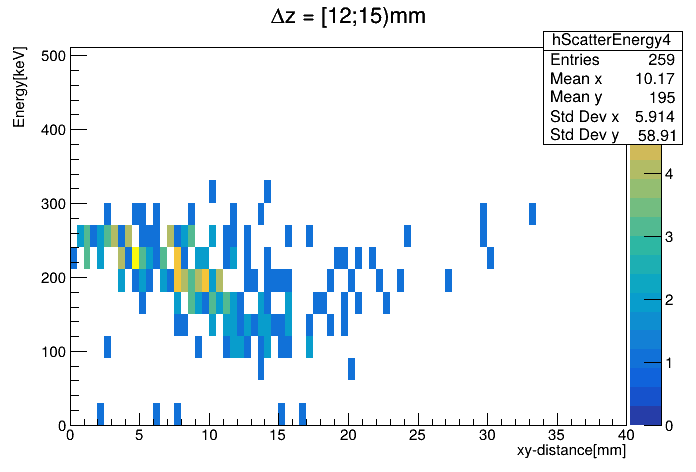 Δz = [12;15)mm
hScatterEnergy4
Entries 259
Mean x 10.17
Mean y 195
Std Dev x 5.914
Std Dev y 58.91
Energy[keV]
500
400
300
200
100
0
0 5 10 15 20 25 30 35 40
xy-distance[mm]
4
3
2
1
0